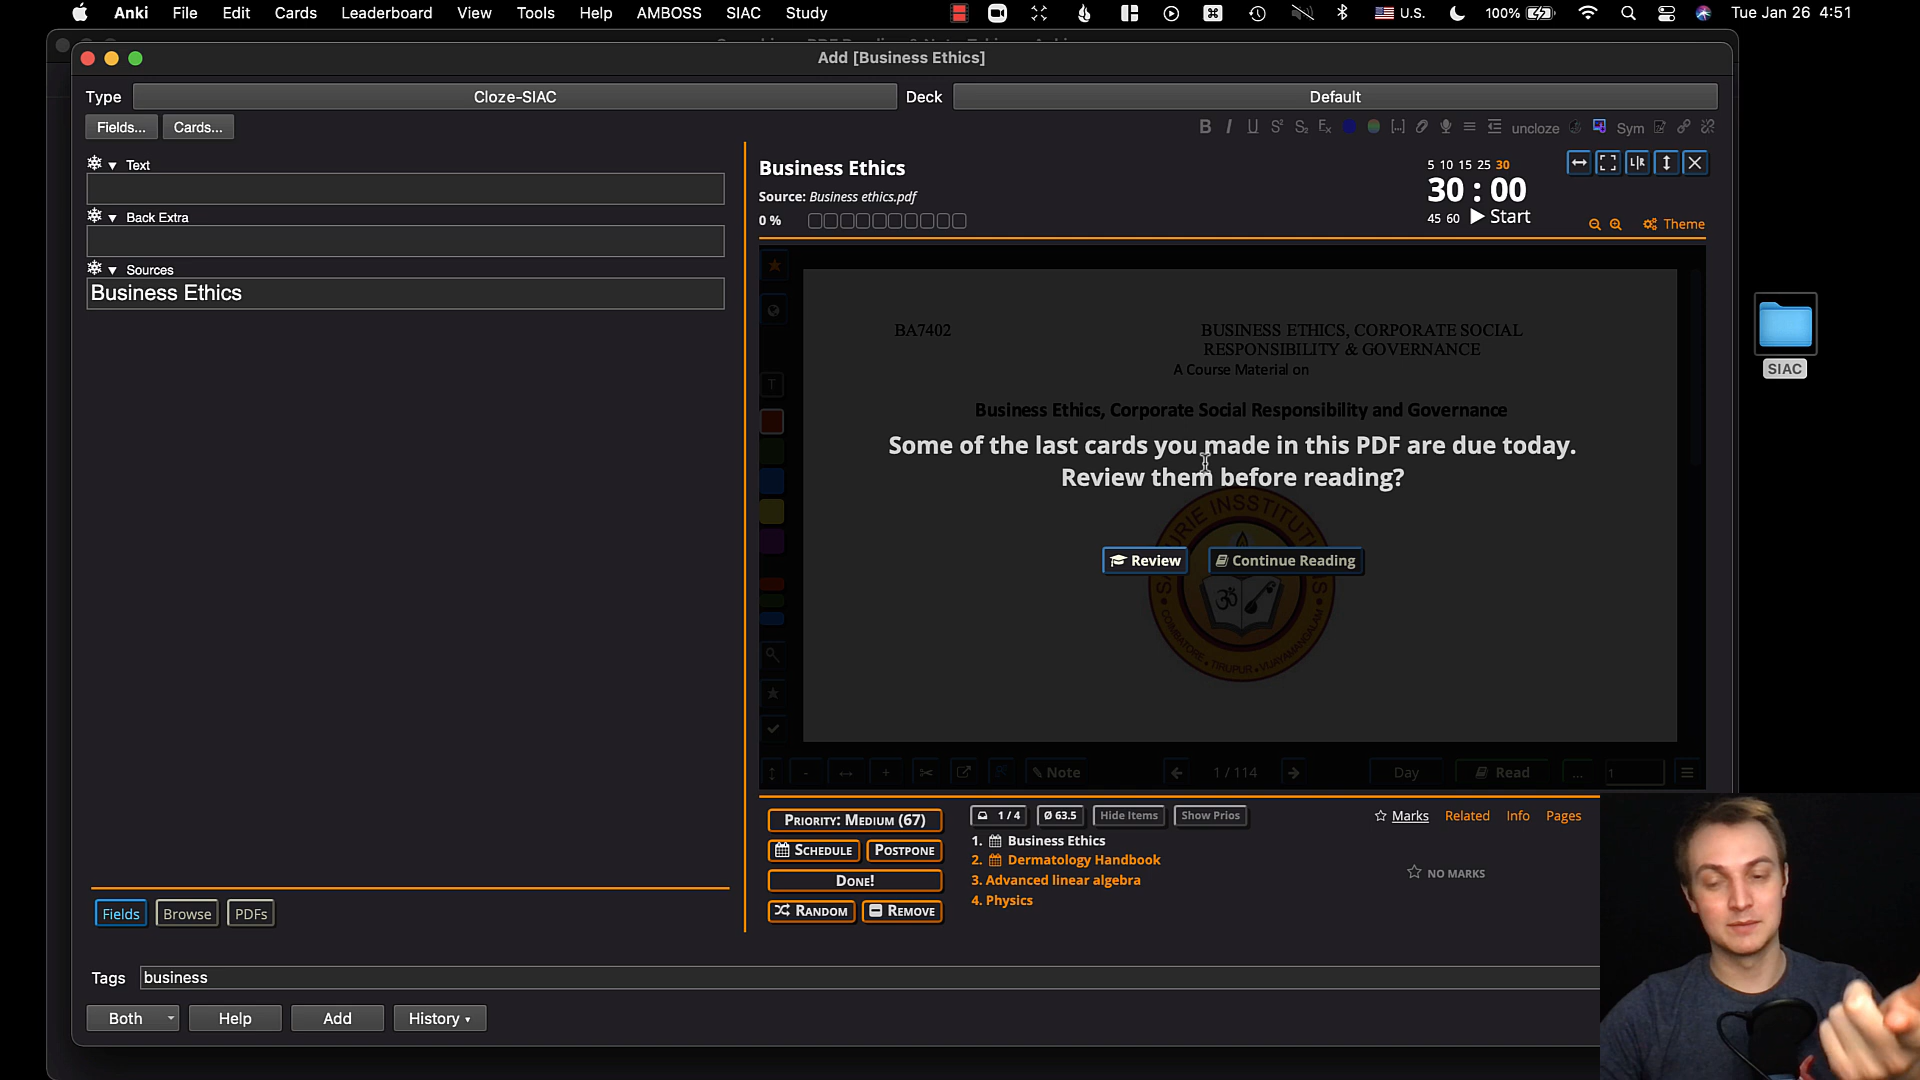 Anki File Edit Cards Leaderboard View Tools Help AMBOSS SIAC Study U.S. 100% Tue Jan 26 4:51
Add [Business Ethics]
Type Cloze-SIAC Deck Default
Fields... Cards...
B I U S² S₂ Ex [...] uncloze Sym
Text
Back Extra
Sources
Business Ethics
Business Ethics
Source: Business ethics.pdf
0 %
5 10 15 25 30
30 : 00
45 60 Start
L|R
Theme
BA7402 BUSINESS ETHICS, CORPORATE SOCIAL
RESPONSIBILITY & GOVERNANCE
A Course Material on
Business Ethics, Corporate Social Responsibility and Governance
Some of the last cards you made in this PDF are due today.
Review them before reading?
Review Continue Reading
COIMBATORE • TIRUPUR • VIJAYAMANGALAM
T
- + Note 1 / 114 Day Read ... 1
Priority: Medium (67)
Schedule Postpone
Done!
Random Remove
1 / 4 Ø 63.5 Hide Items Show Prios
1. Business Ethics
2. Dermatology Handbook
3. Advanced linear algebra
4. Physics
Marks Related Info Pages
NO MARKS
Fields Browse PDFs
Tags business
Both Help Add History
SIAC